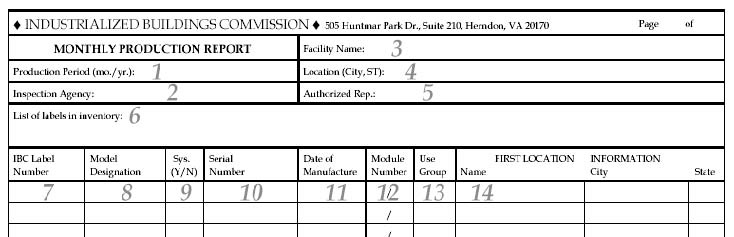 ♦ INDUSTRIALIZED BUILDINGS COMMISSION ♦ 505 Huntmar Park Dr., Suite 210, Herndon, VA 20170 Page of
MONTHLY PRODUCTION REPORT Facility Name: 3
Production Period (mo./yr.): 1 Location (City, ST): 4
Inspection Agency: 2 Authorized Rep.: 5
List of labels in inventory: 6
IBC Label Model Sys. Serial Date of Module Use FIRST LOCATION INFORMATION
Number Designation (Y/N) Number Manufacture Number Group Name City State
7 8 9 10 11 12/ 13 14
/
/